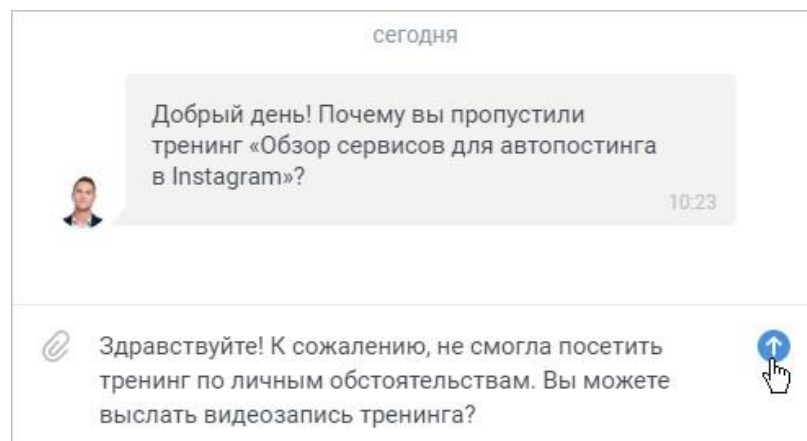 сегодня
Добрый день! Почему вы пропустили
тренинг «Обзор сервисов для автопостинга
в Instagram»?
10:23
Здравствуйте! К сожалению, не смогла посетить
тренинг по личным обстоятельствам. Вы можете
выслать видеозапись тренинга?